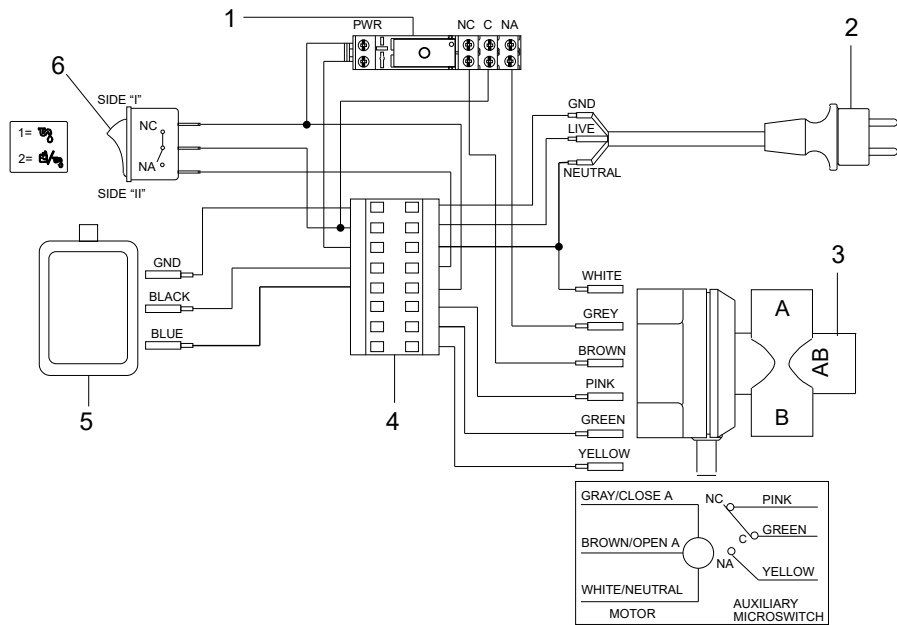 1
PWR
NC C NA
2
6
SIDE "I"
NC
NA
SIDE "II"
1=
2=
GND
LIVE
NEUTRAL
GND
BLACK
BLUE
5
4
WHITE
GREY
BROWN
PINK
GREEN
YELLOW
3
A
AB
B
GRAY/CLOSE A
BROWN/OPEN A
WHITE/NEUTRAL
MOTOR
NC
PINK
C
GREEN
NA
YELLOW
AUXILIARY
MICROSWITCH